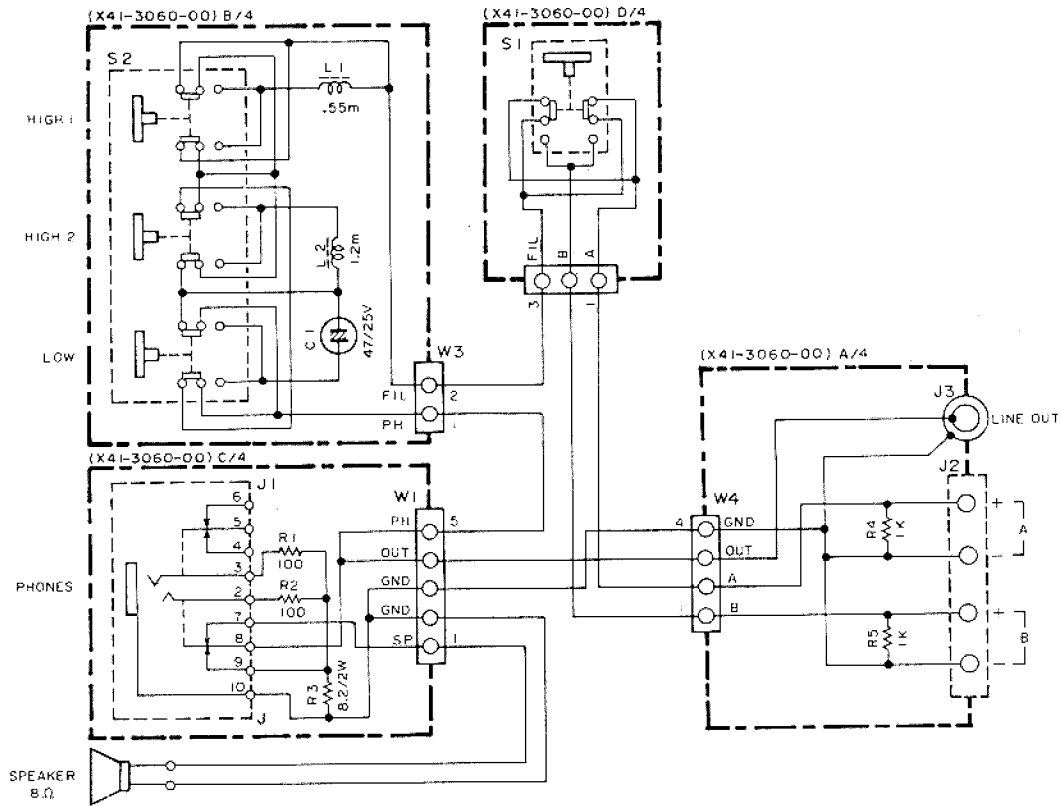 (X41-3060-00) B/4
S2
HIGH 1
HIGH 2
LOW
L1
.55m
L2
1.2m
C1
47/25V
W3
FIL
2
PH
1
(X41-3060-00) D/4
S1
FIL
B
A
3
1
(X41-3060-00) C/4
PHONES
J1
6
5
4
3
2
7
8
9
10
J
R1
100
R2
100
R3
8.2/2W
W1
PH
5
OUT
GND
GND
SP
1
SPEAKER
8Ω
(X41-3060-00) A/4
W4
4
GND
OUT
A
1
B
J3
LINE OUT
J2
R4
1K
R5
1K
+
A
−
+
B
−